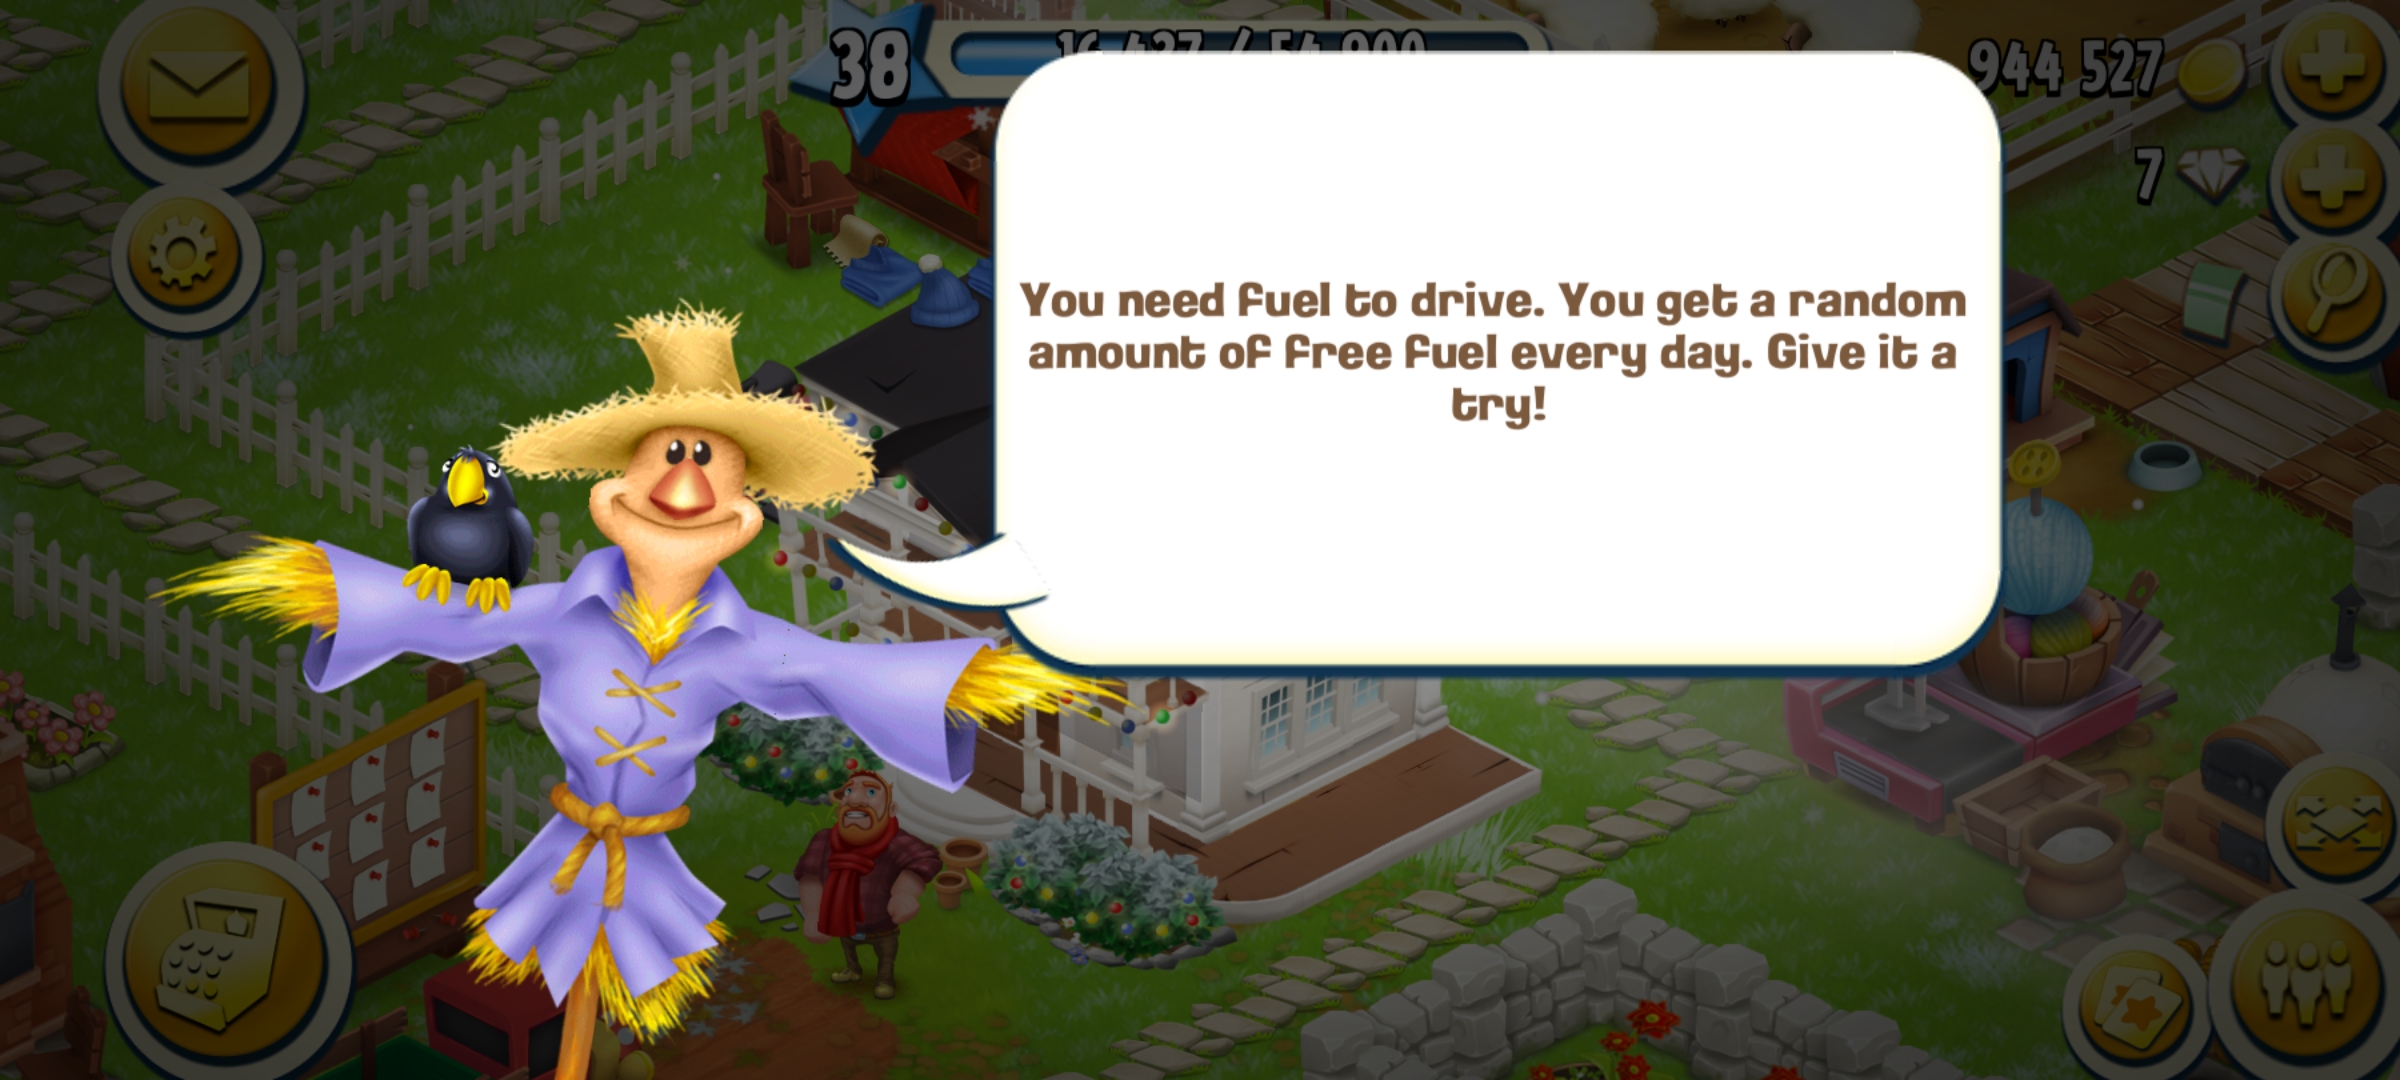 38
944 527
7
You need fuel to drive. You get a random
amount of free fuel every day. Give it a
try!